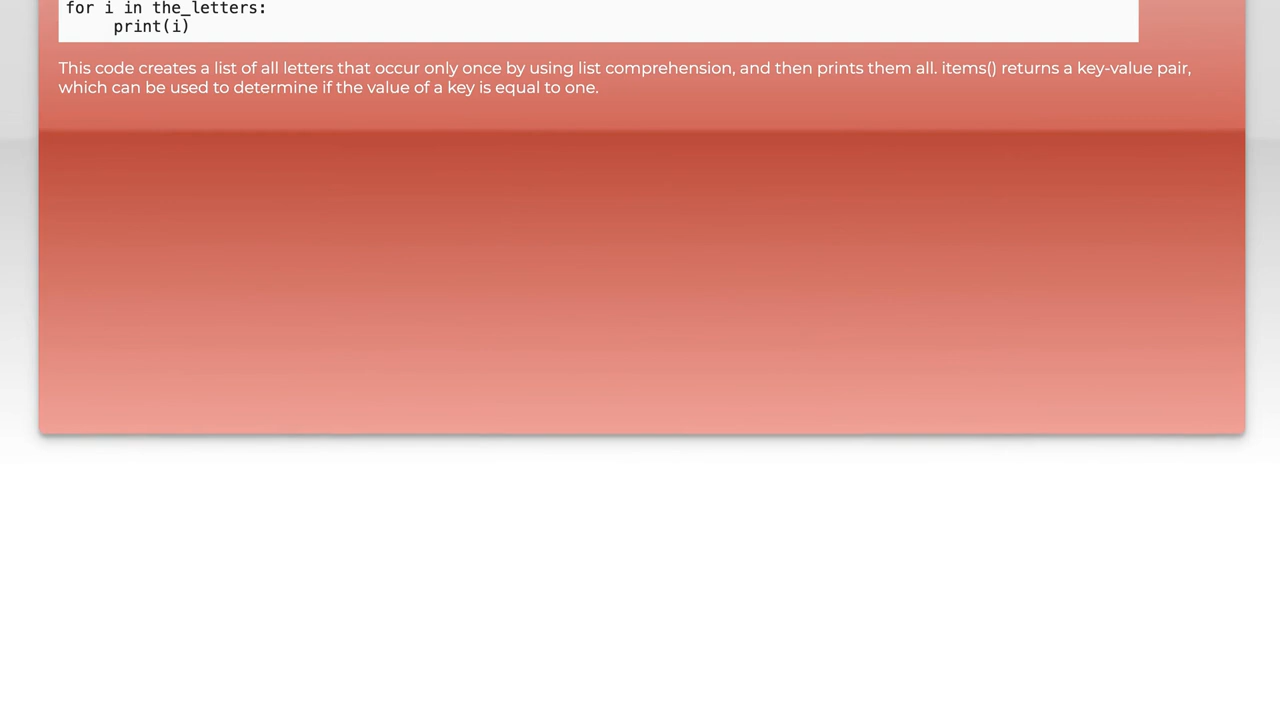 for i in the_letters:
print(i)
This code creates a list of all letters that occur only once by using list comprehension, and then prints them all. items() returns a key-value pair,
which can be used to determine if the value of a key is equal to one.